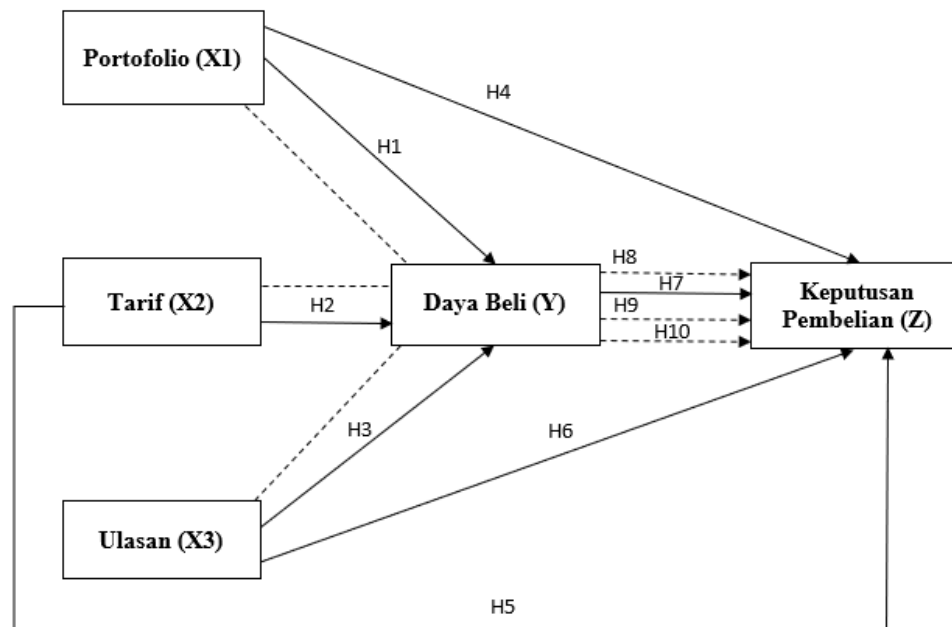 Portofolio (X1)
H4
H1
H8
Tarif (X2)
H2
Daya Beli (Y)
H7
H9
H10
Keputusan
Pembelian (Z)
H3
H6
Ulasan (X3)
H5